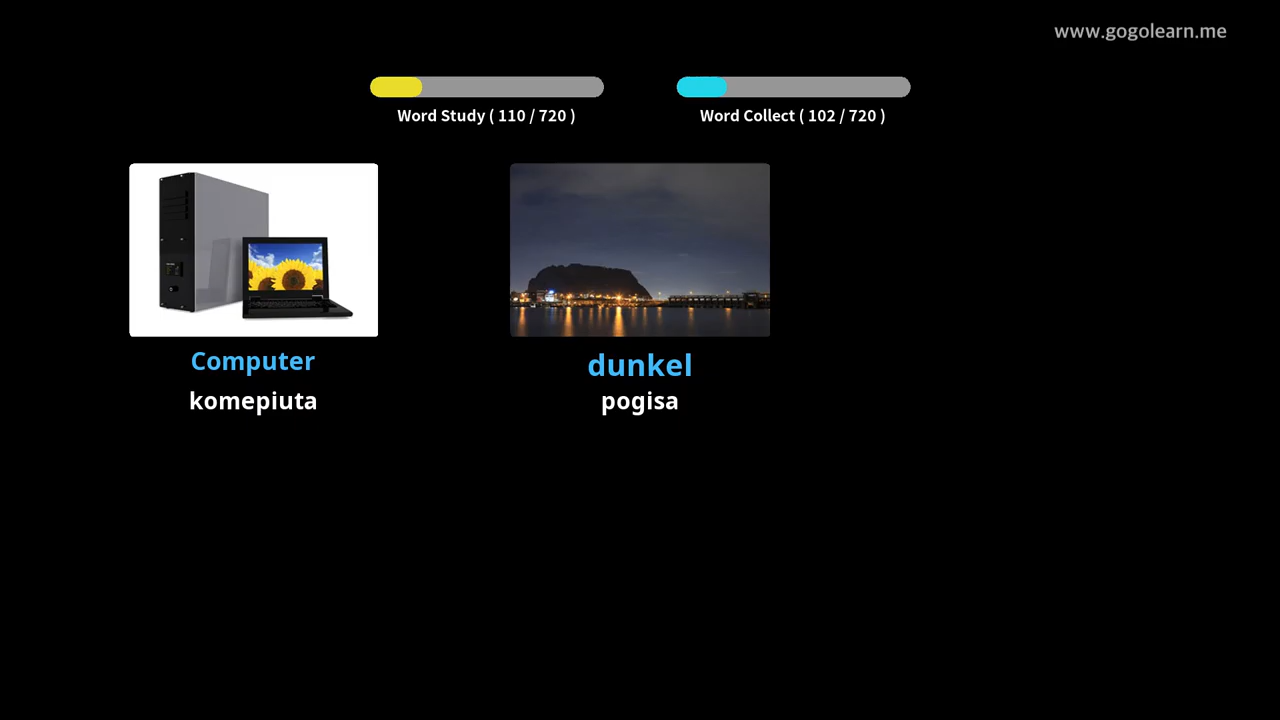 www.gogolearn.me
Word Study ( 110 / 720 )
Word Collect ( 102 / 720 )
Computer
komepiuta
dunkel
pogisa